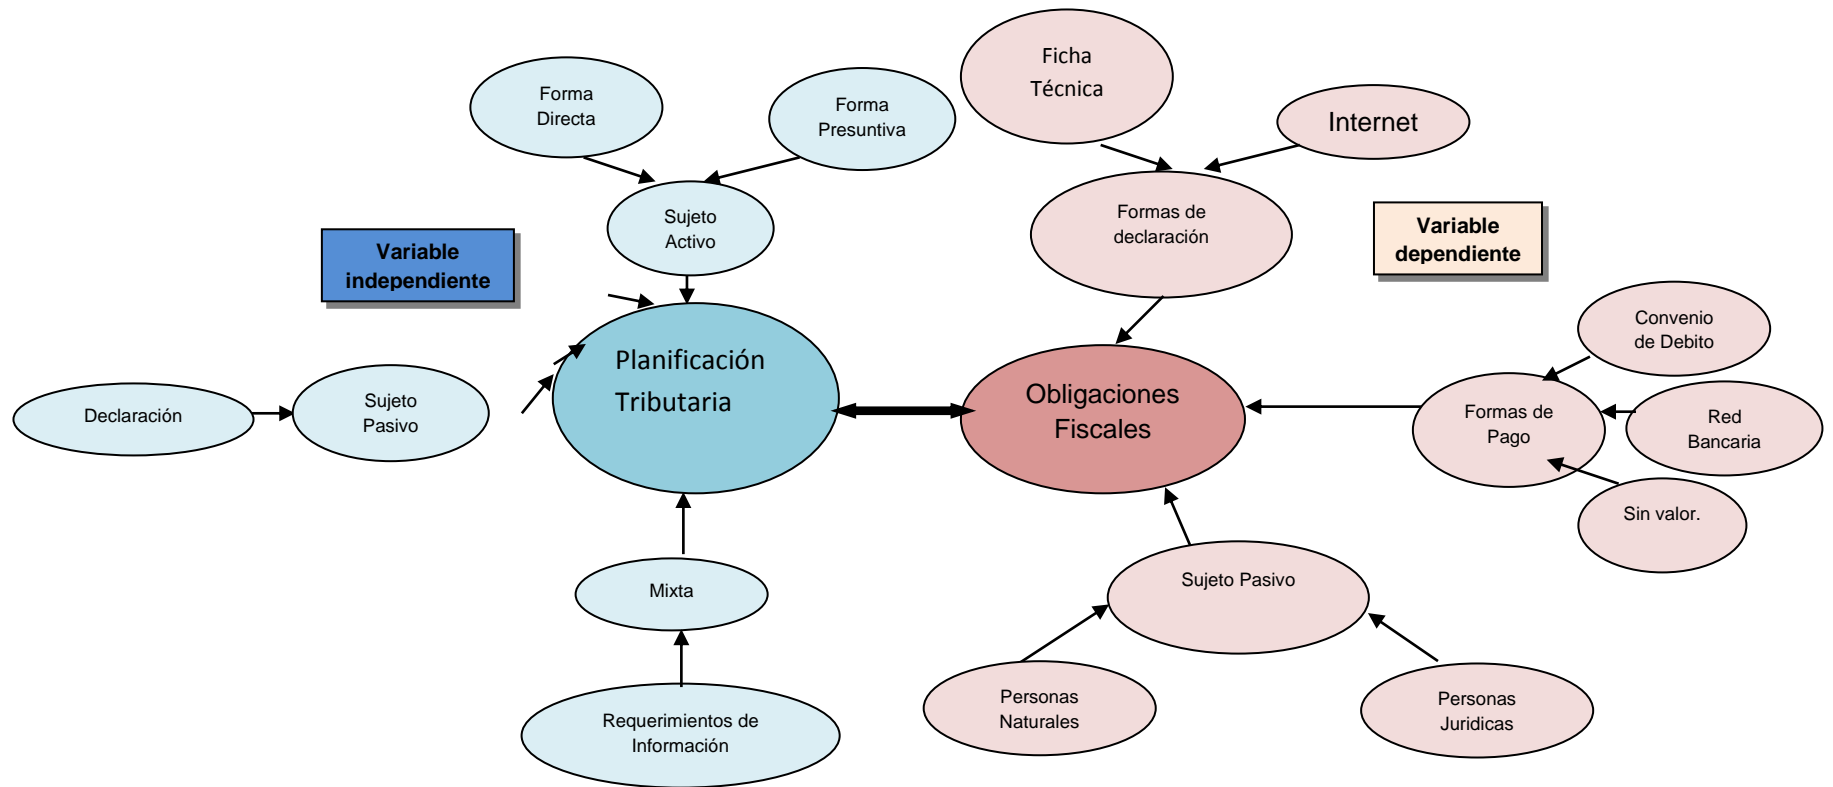 Ficha
Técnica
Forma
Directa
Forma
Presuntiva
Internet
Sujeto
Activo
Formas de
declaración
Variable
dependiente
Variable
independiente
Convenio
de Debito
Planificación
Tributaria
Obligaciones
Fiscales
Declaración
Sujeto
Pasivo
Formas de
Pago
Red
Bancaria
Sin valor.
Mixta
Sujeto Pasivo
Requerimientos de
Información
Personas
Naturales
Personas
Juridicas